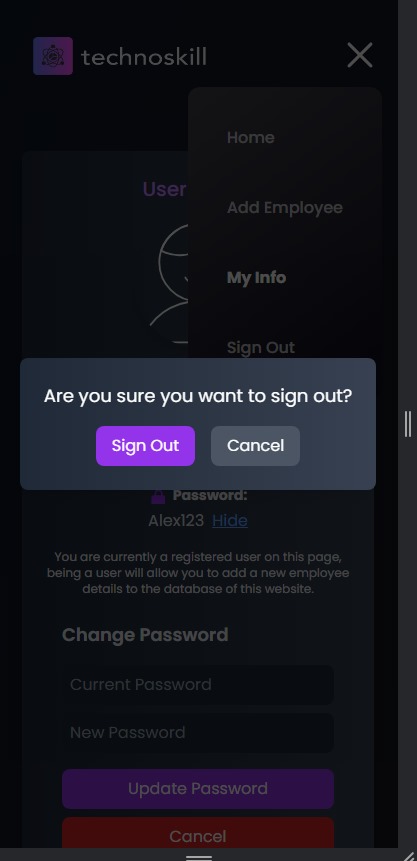 technoskill
Home
User
Add Employee
My Info
Sign Out
Are you sure you want to sign out?
Sign Out Cancel
Password:
Alex123 Hide
You are currently a registered user on this page,
being a user will allow you to add a new employee
details to the database of this website.
Change Password
Current Password
New Password
Update Password
Cancel